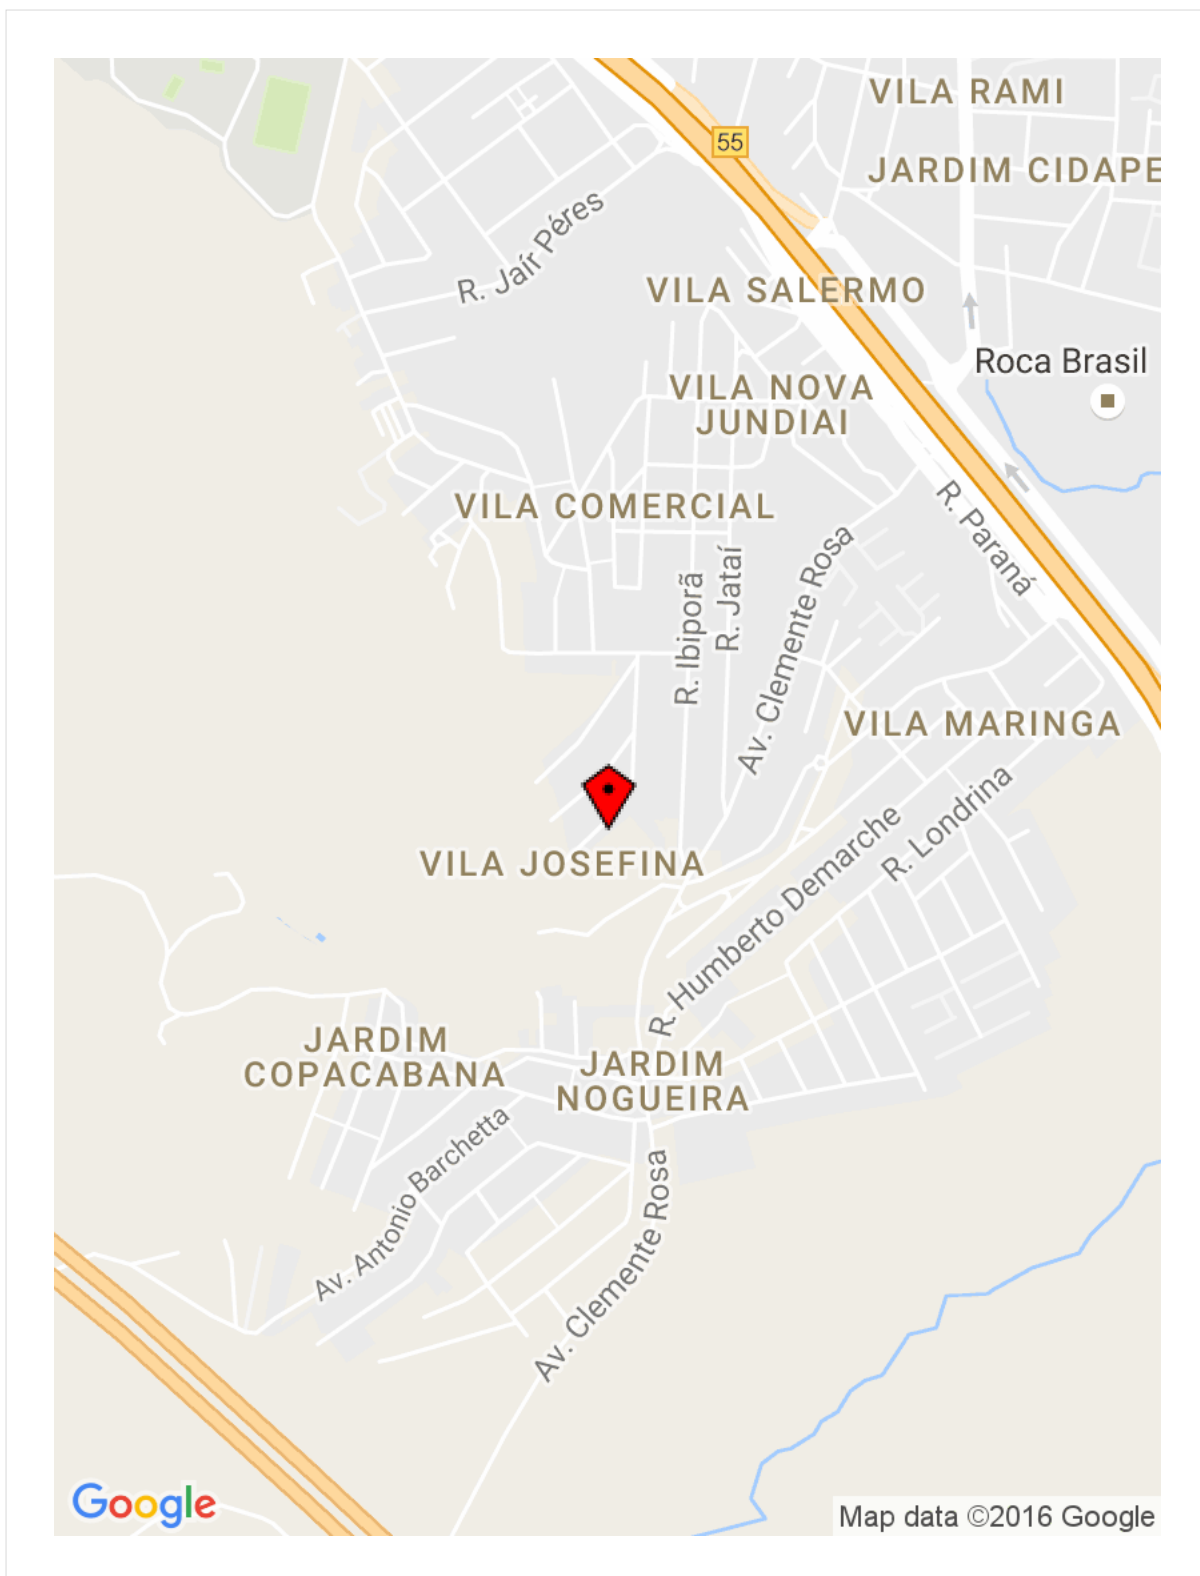 VILA RAMI
55
JARDIM CIDAPE
R. Jaír Péres
VILA SALERMO
Roca Brasil
VILA NOVA
JUNDIAI
VILA COMERCIAL
R. Paraná
Av. Clemente Rosa
R. Jataí
R. Ibiporã
VILA MARINGA
R. Londrina
R. Humberto Demarche
VILA JOSEFINA
JARDIM
COPACABANA
JARDIM
NOGUEIRA
Av. Antonio Barchetta
Av. Clemente Rosa
Google
Map data ©2016 Google